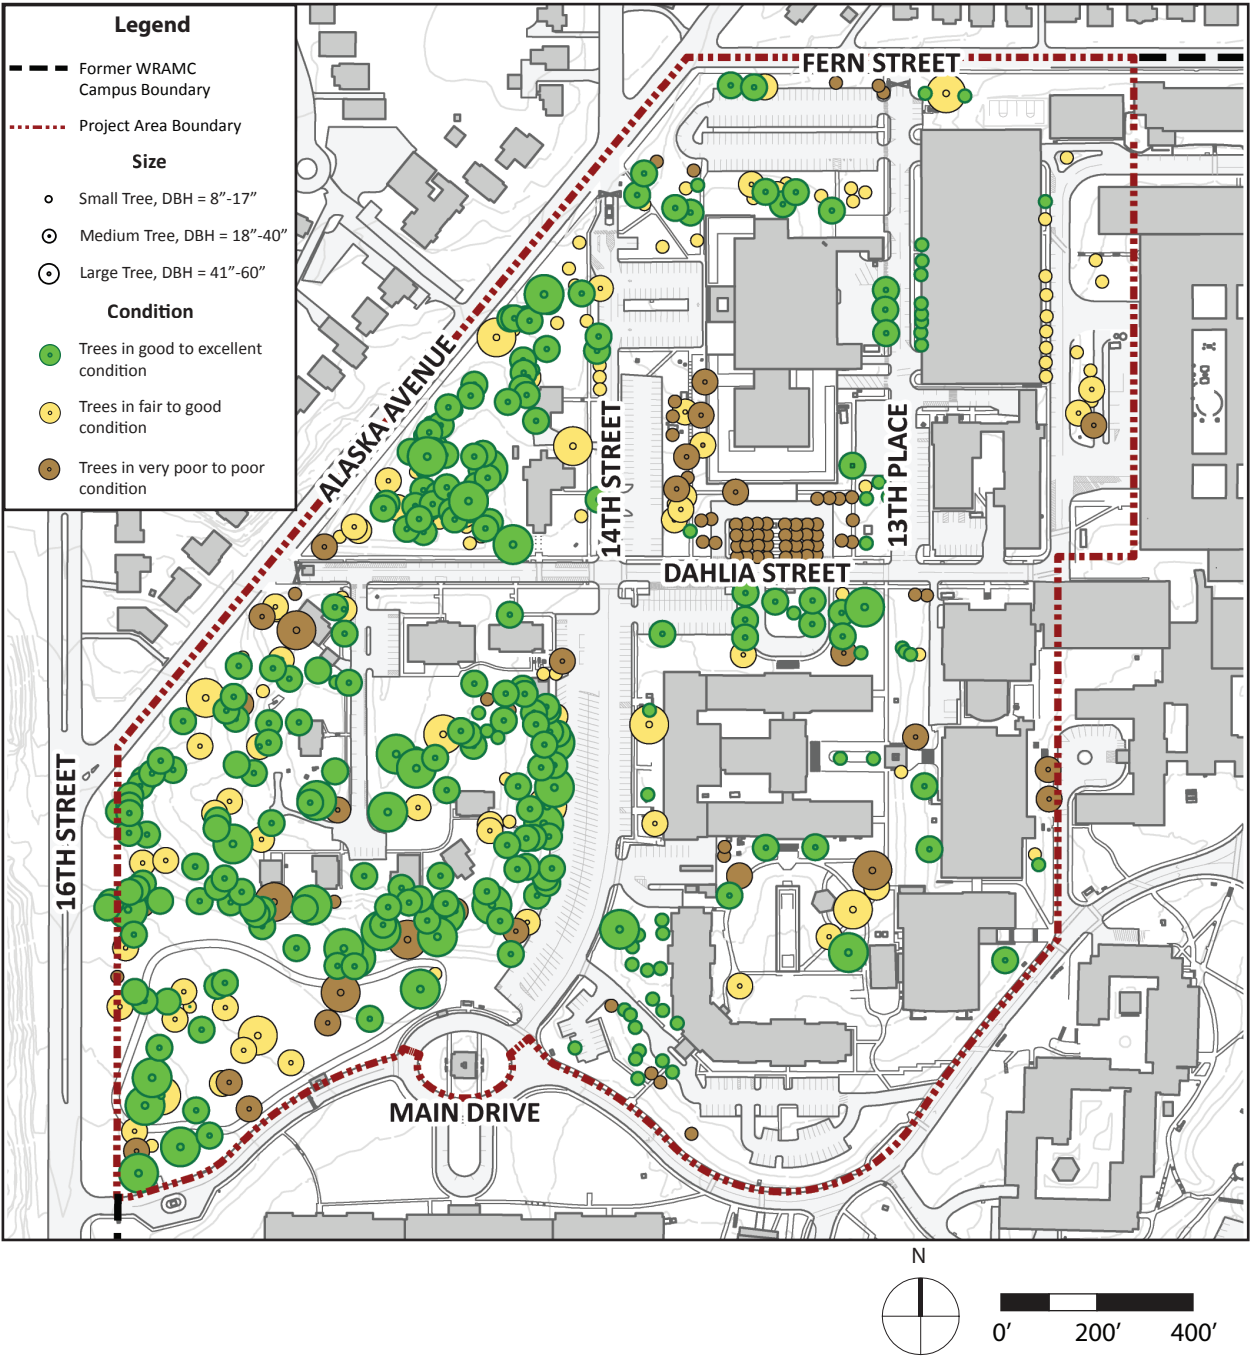 Legend
Former WRAMC
Campus Boundary
Project Area Boundary
Size
Small Tree, DBH = 8”-17”
Medium Tree, DBH = 18”-40”
Large Tree, DBH = 41”-60”
Condition
Trees in good to excellent
condition
Trees in fair to good
condition
Trees in very poor to poor
condition
FERN STREET
ALASKA AVENUE
14TH STREET
13TH PLACE
DAHLIA STREET
16TH STREET
MAIN DRIVE
N
0’ 200’ 400’